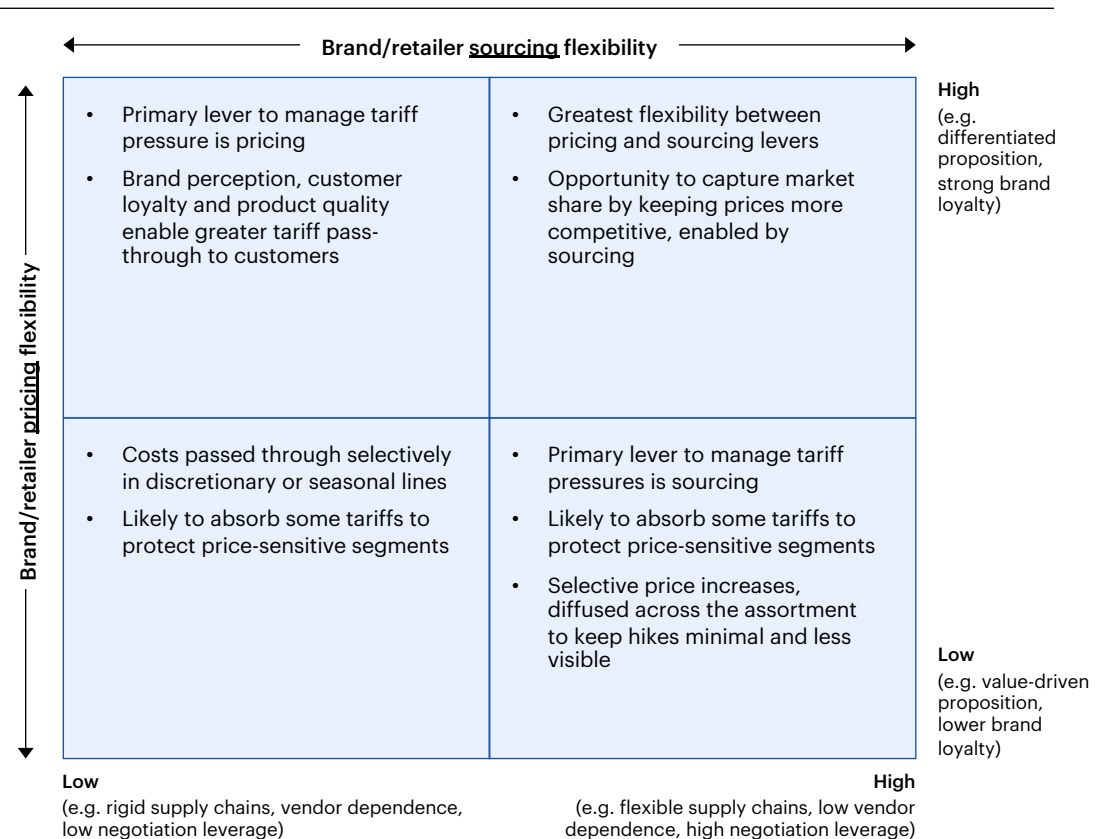 Brand/retailer sourcing flexibility
Brand/retailer pricing flexibility
• Primary lever to manage tariff
pressure is pricing
• Brand perception, customer
loyalty and product quality
enable greater tariff pass-
through to customers
• Greatest flexibility between
pricing and sourcing levers
• Opportunity to capture market
share by keeping prices more
competitive, enabled by
sourcing
High
(e.g.
differentiated
proposition,
strong brand
loyalty)
• Costs passed through selectively
in discretionary or seasonal lines
• Likely to absorb some tariffs to
protect price-sensitive segments
• Primary lever to manage tariff
pressures is sourcing
• Likely to absorb some tariffs to
protect price-sensitive segments
• Selective price increases,
diffused across the assortment
to keep hikes minimal and less
visible
Low
(e.g. value-driven
proposition,
lower brand
loyalty)
Low
(e.g. rigid supply chains, vendor dependence,
low negotiation leverage)
High
(e.g. flexible supply chains, low vendor
dependence, high negotiation leverage)